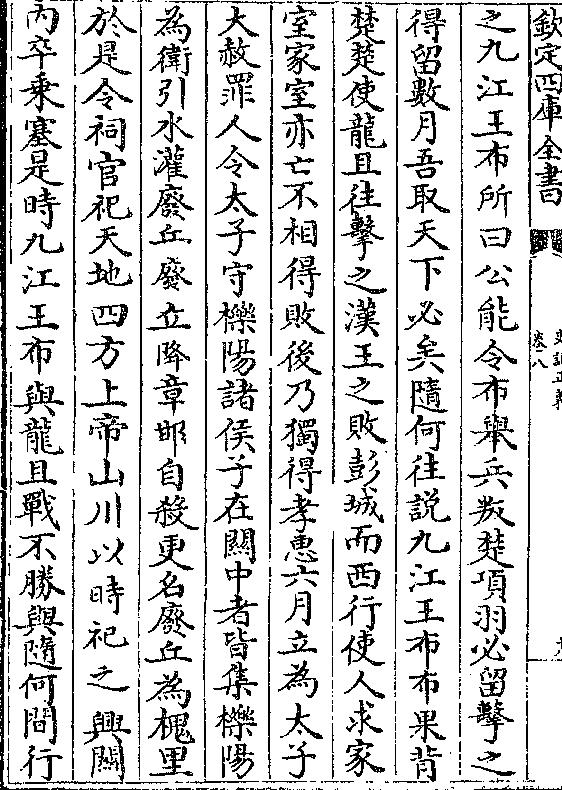 欽定四庫全書
史記正義
卷八
之九江王布所曰公能令布舉兵叛楚項羽必留擊之
得留數月吾取天下必矣隨何往說九江王布布果背
楚楚使龍且往擊之漢王之敗彭城而西行使人求家
室家室亦亡不相得敗後乃獨得孝惠六月立為太子
大赦罪人令太子守櫟陽諸侯子在關中者皆集櫟陽
為衛引水灌廢丘廢丘降章邯自殺更名廢丘為槐里
於是令祠官祀天地四方上帝山川以時祀之興關
內卒乘塞是時九江王布與龍且戰不勝與隨何間行